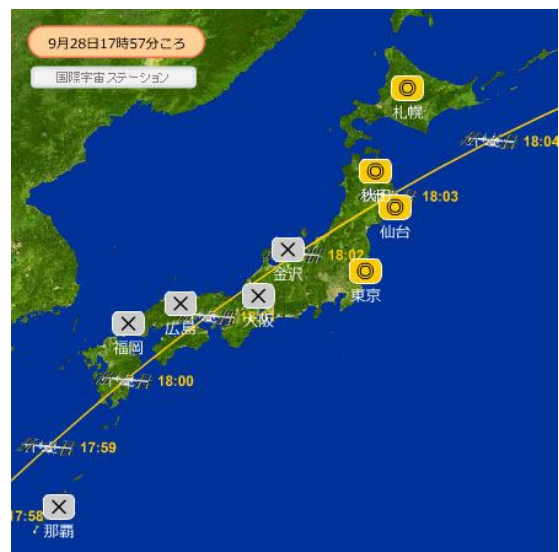 9月28日17時57分ころ
国際宇宙ステーション
札幌
18:04
秋田
18:03
仙台
18:02
金沢
東京
大阪
広島
福岡
18:00
17:59
17:58
那覇